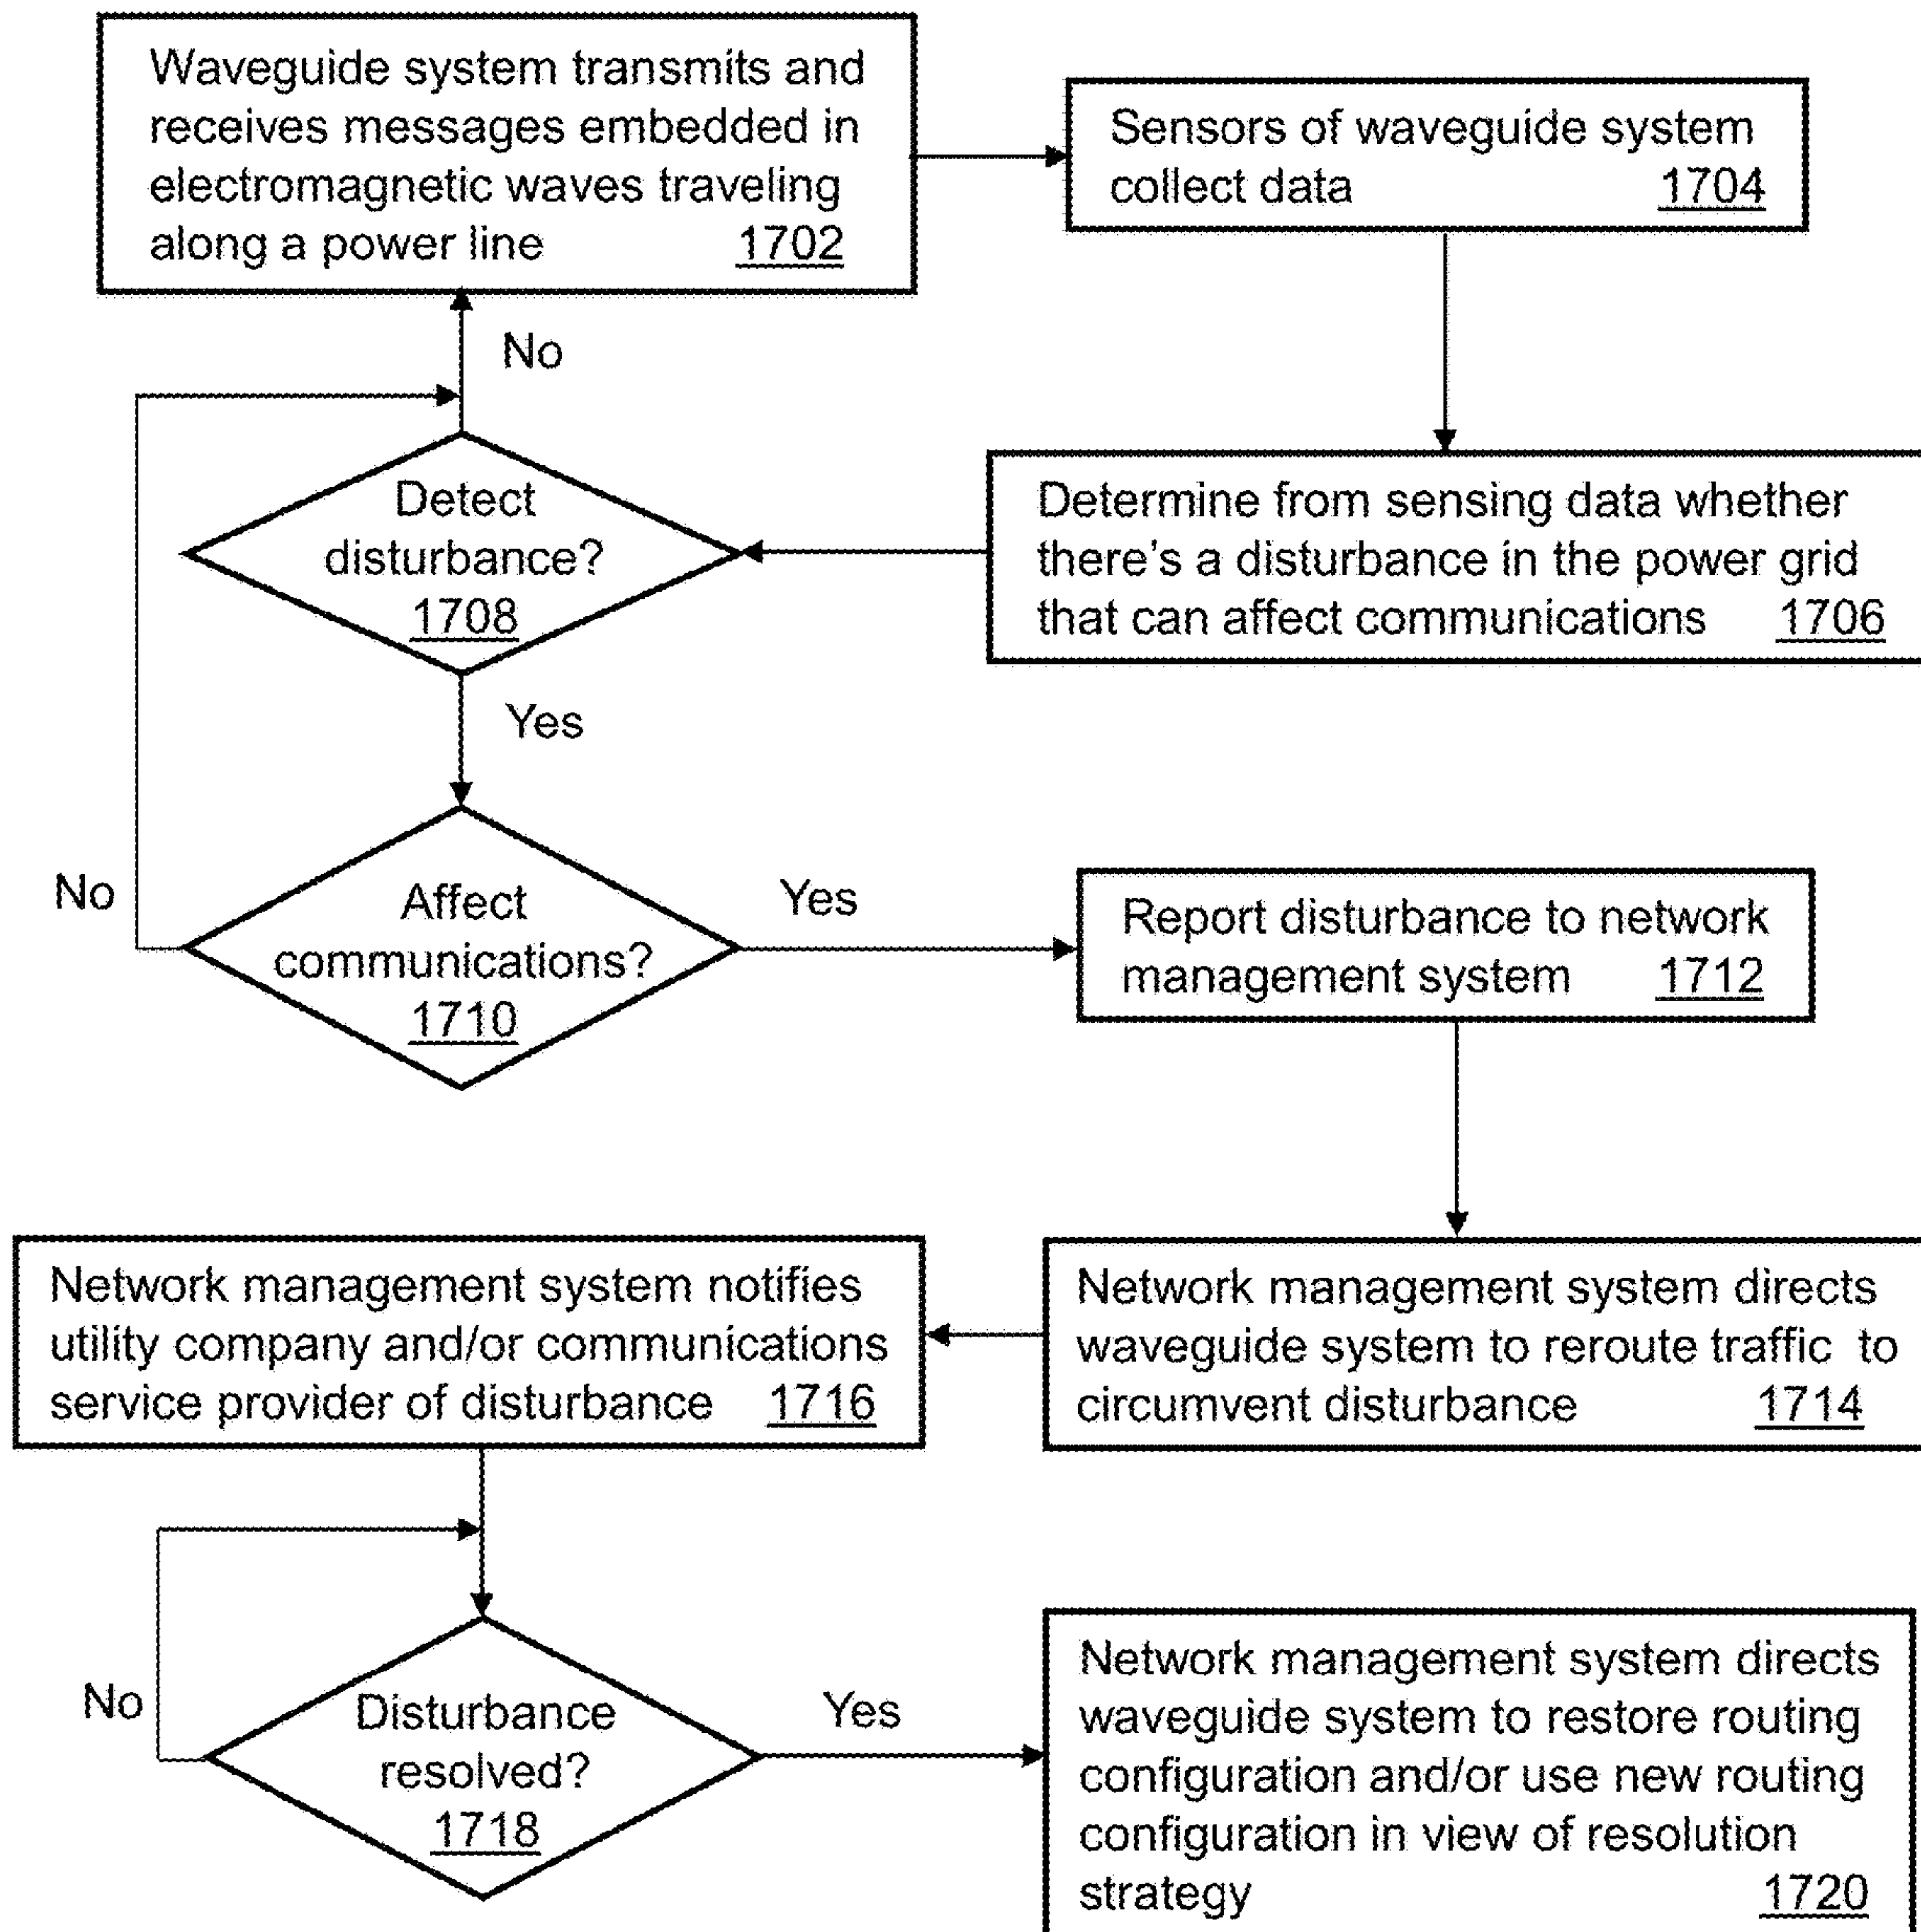 Waveguide system transmits and
receives messages embedded in
electromagnetic waves traveling
along a power line 1702
Sensors of waveguide system
collect data 1704
No
Detect
disturbance?
1708
Determine from sensing data whether
there's a disturbance in the power grid
that can affect communications 1706
Yes
No
Affect
communications?
1710
Yes
Report disturbance to network
management system 1712
Network management system notifies
utility company and/or communications
service provider of disturbance 1716
Network management system directs
waveguide system to reroute traffic to
circumvent disturbance 1714
No
Disturbance
resolved?
1718
Yes
Network management system directs
waveguide system to restore routing
configuration and/or use new routing
configuration in view of resolution
strategy 1720